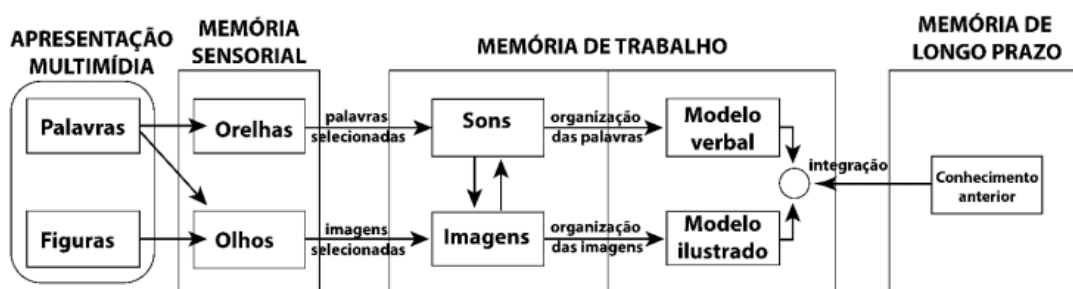 APRESENTAÇÃO
MULTIMÍDIA
MEMÓRIA
SENSORIAL
MEMÓRIA DE TRABALHO
MEMÓRIA DE
LONGO PRAZO
Palavras
Orelhas
palavras
selecionadas
Sons
organização
das palavras
Modelo
verbal
integração
Conhecimento
anterior
Figuras
Olhos
imagens
selecionadas
Imagens
organização
das imagens
Modelo
ilustrado